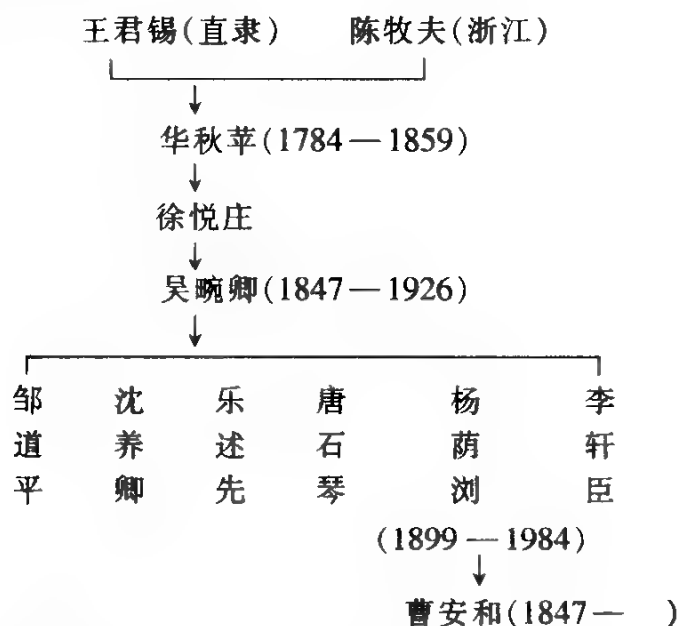 王君锡(直隶) 陈牧夫(浙江)
华秋苹(1784—1859)
徐悦庄
吴畹卿(1847—1926)
邹道平 沈养卿 乐述先 唐石琴 杨荫浏 李轩臣
(1899—1984)
曹安和(1847— )